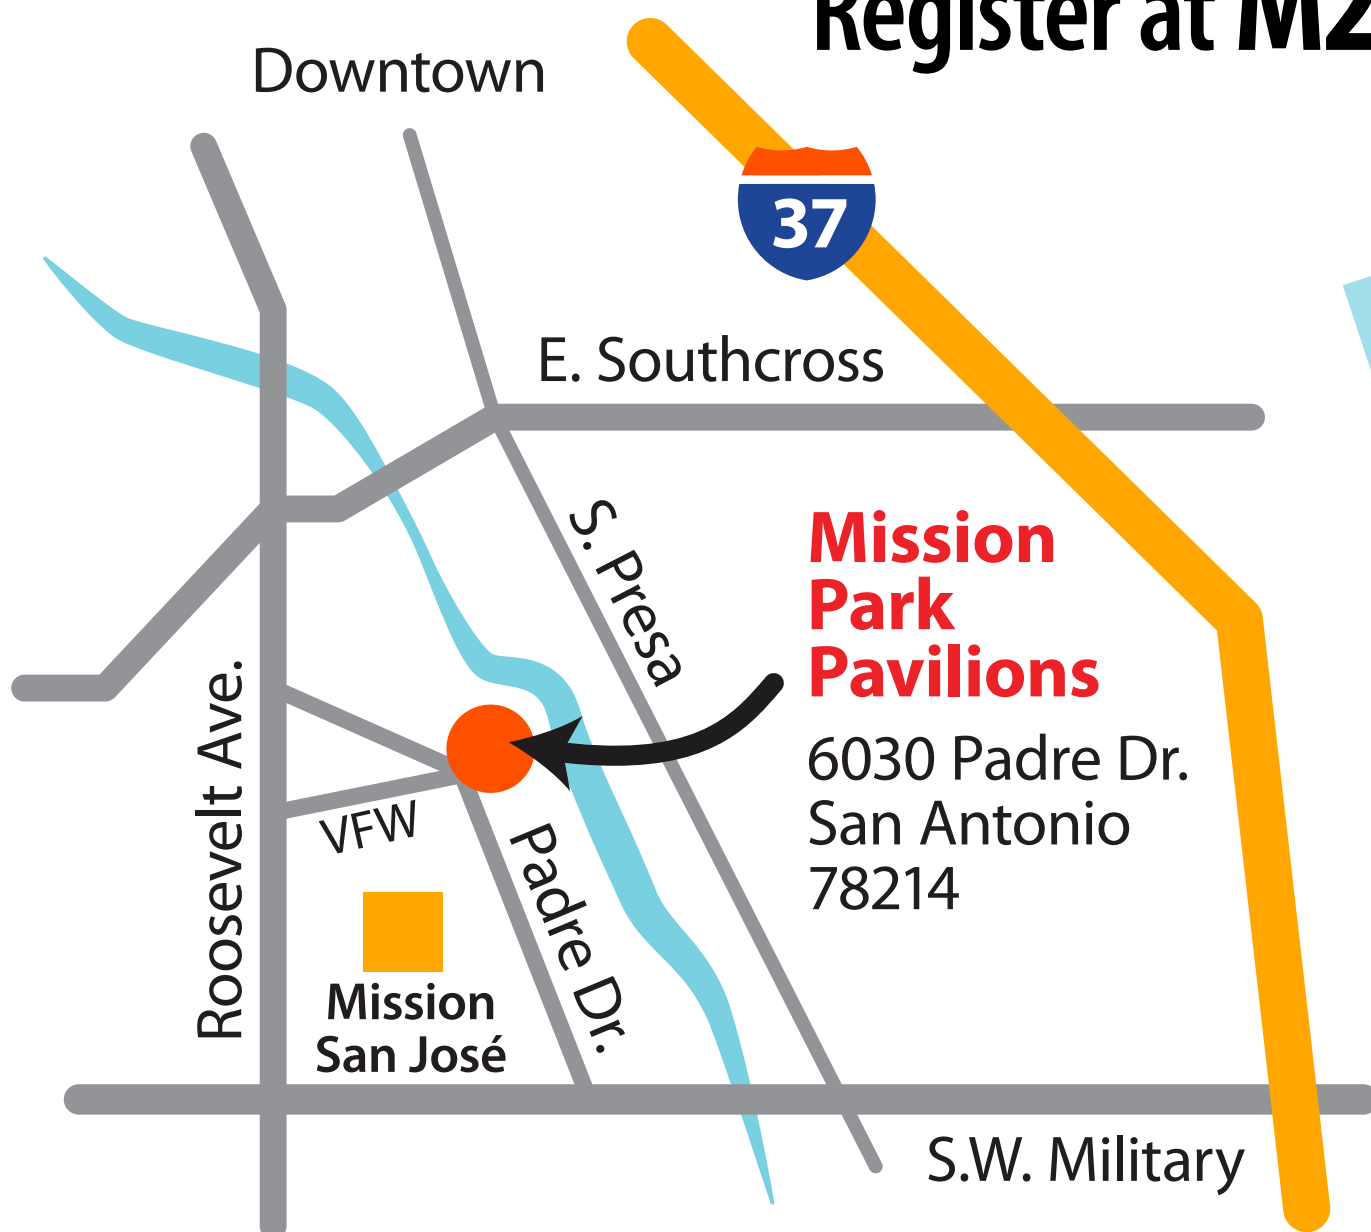 Register at M2
Downtown
37
E. Southcross
S. Presa
Mission
Park
Pavilions
6030 Padre Dr.
San Antonio
78214
Roosevelt Ave.
VFW
Padre Dr.
Mission
San José
S.W. Military